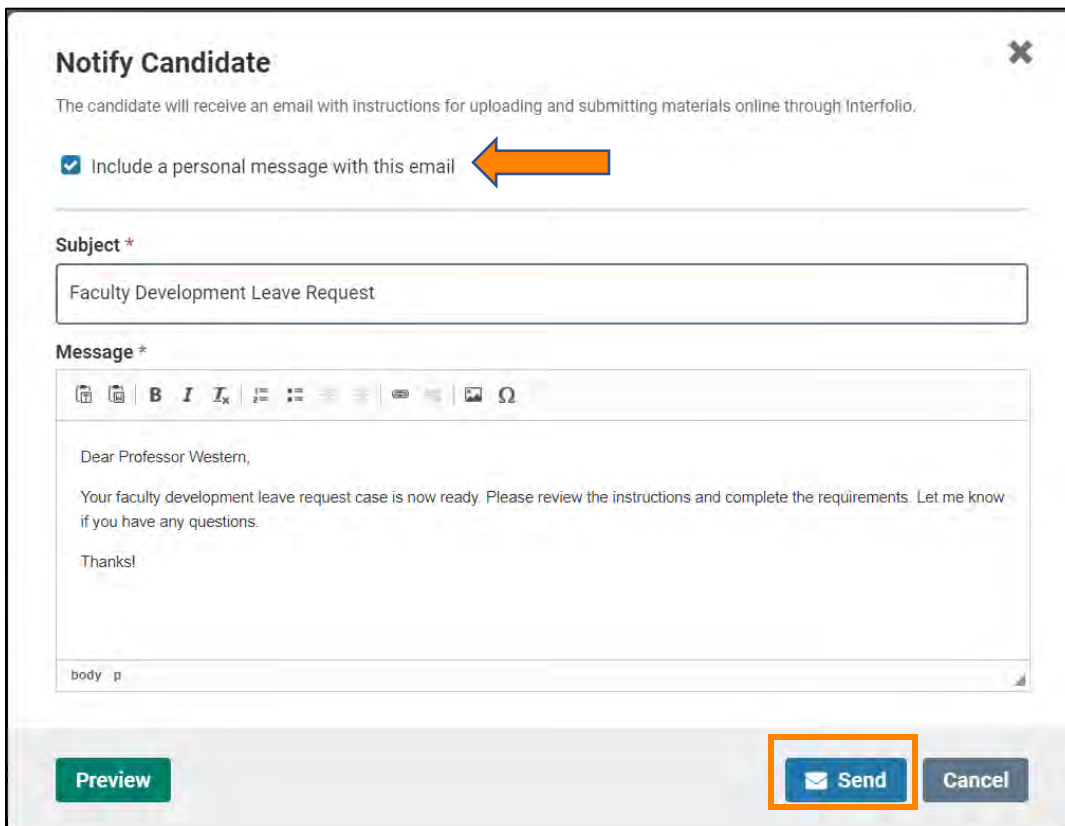 Notify Candidate
The candidate will receive an email with instructions for uploading and submitting materials online through Interfolio.
Include a personal message with this email
Subject *
Faculty Development Leave Request
Message *
B I Tx Ω
Dear Professor Western,
Your faculty development leave request case is now ready. Please review the instructions and complete the requirements. Let me know
if you have any questions.
Thanks!
body p
Preview Send Cancel